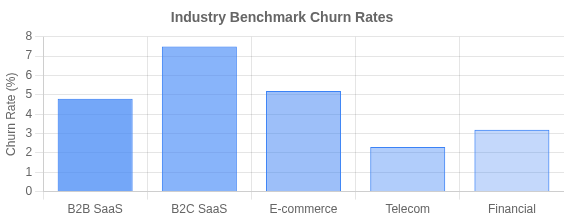 Industry Benchmark Churn Rates
Churn Rate (%)
8
7
6
5
4
3
2
1
0
B2B SaaS
B2C SaaS
E-commerce
Telecom
Financial